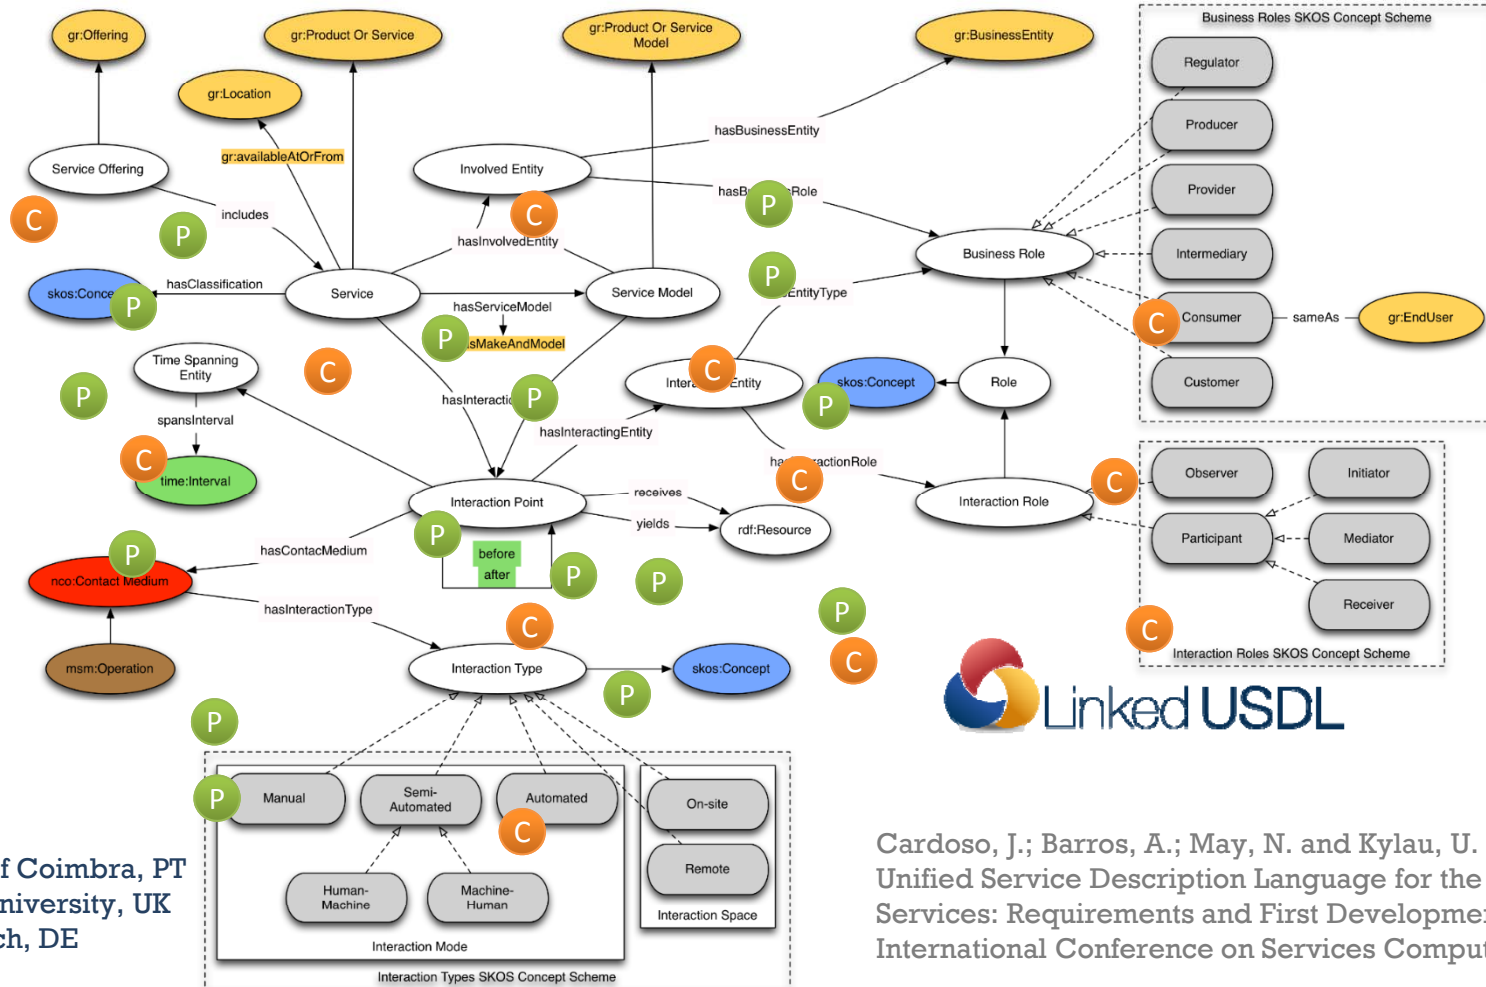 Business Roles SKOS Concept Scheme
gr:Offering
gr:Product Or Service
gr:Product Or Service
Model
gr:BusinessEntity
Regulator
gr:Location
Producer
hasBusinessEntity
gr:availableAtOrFrom
Service Offering
Involved Entity
Provider
C
includes
P
C
P
hasInvolvedEntity
Business Role
Intermediary
skos:Conce
P
hasClassification
Service
Service Model
P
EntityType
hasServiceModel
P
asMakeAndModel
C
Consumer
sameAs
gr:EndUser
Time Spanning
Entity
C
C
Entity
skos:Concept
Role
Customer
P
P
P
spansInterval
hasInteractingEntity
C
time:Interval
C
C
Interaction Point
Interaction Role
Observer
Initiator
receives
yields
rdf:Resource
Participant
Mediator
P
before
after
P
P
hasContacMedium
P
nco:Contact Medium
Receiver
hasInteractionType
P
C
C
C
Interaction Roles SKOS Concept Scheme
msm:Operation
Interaction Type
skos:Concept
P
Linked USDL
P
P
Manual
Semi-
Automated
Automated
C
On-site
Human-
Machine
Machine-
Human
Remote
Interaction Mode
Interaction Space
Interaction Types SKOS Concept Scheme
f Coimbra, PT
niversity, UK
ch, DE
Cardoso, J.; Barros, A.; May, N. and Kylau, U.
Unified Service Description Language for the
Services: Requirements and First Developme
International Conference on Services Comput